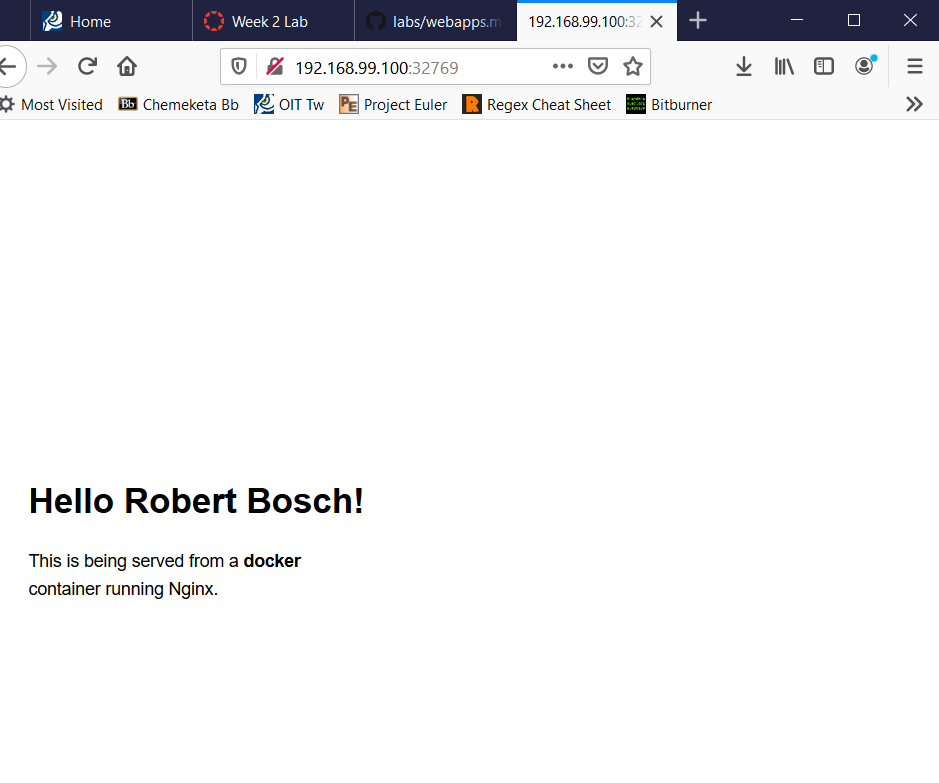 Home
Week 2 Lab
labs/webapps.m
192.168.99.100:32
192.168.99.100:32769
Most Visited
Bb Chemeketa Bb
OIT Tw
PE Project Euler
R Regex Cheat Sheet
Bitburner
Hello Robert Bosch!
This is being served from a docker
container running Nginx.